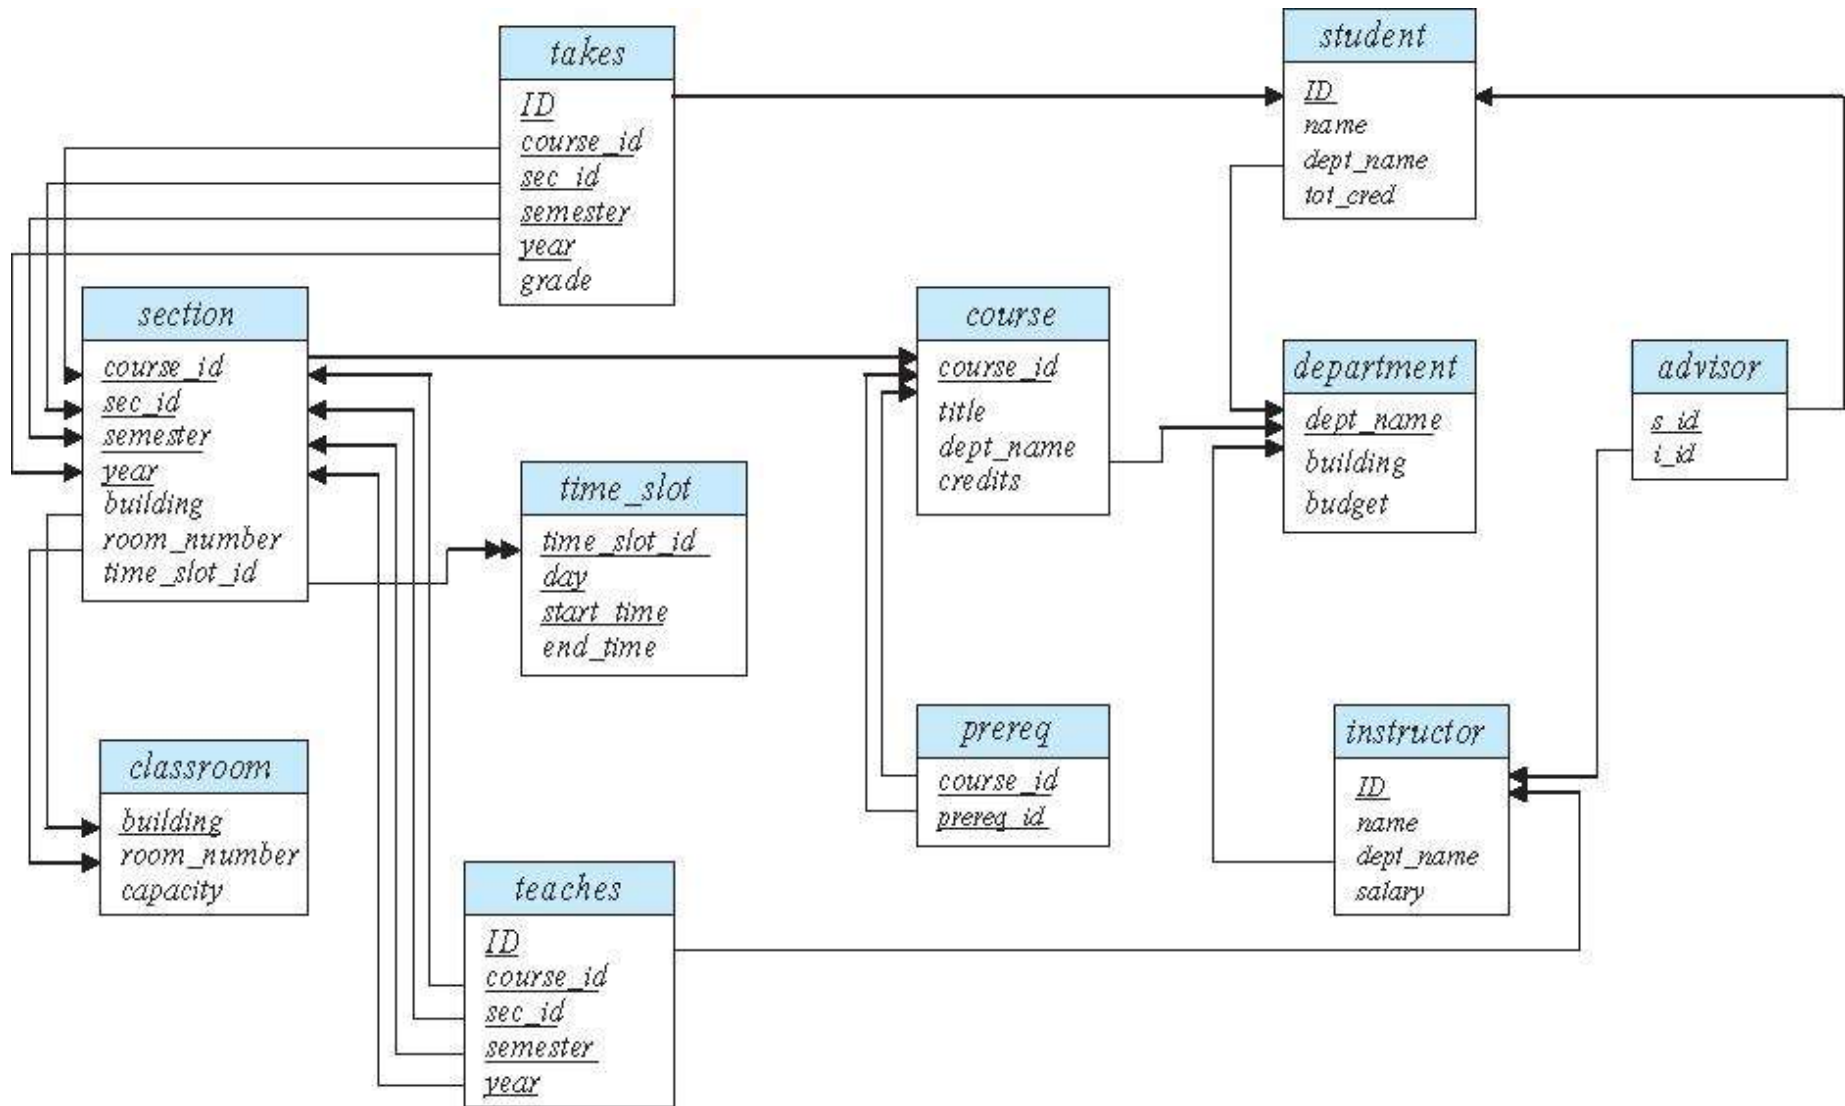 takes
ID
course_id
sec_id
semester
year
grade
student
ID
name
dept_name
tot_cred
section
course_id
sec_id
semester
year
building
room_number
time_slot_id
course
course_id
title
dept_name
credits
department
dept_name
building
budget
advisor
s_id
i_id
time_slot
time_slot_id
day
start_time
end_time
classroom
building
room_number
capacity
prereq
course_id
prereq_id
instructor
ID
name
dept_name
salary
teaches
ID
course_id
sec_id
semester
year